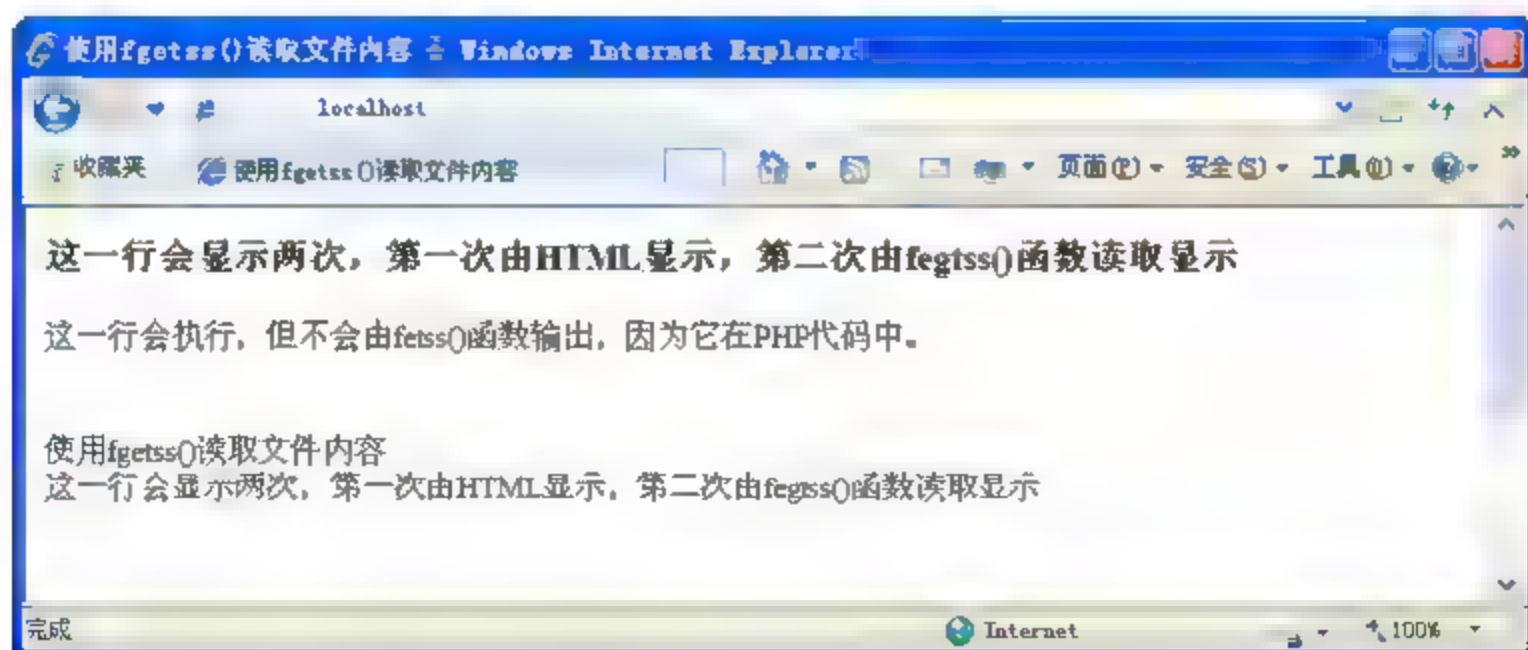 使用fgetss()读取文件内容 - Windows Internet Explorer
localhost
收藏夹 使用fgetss()读取文件内容 页面(P) 安全(S) 工具(O)
这一行会显示两次，第一次由HTML显示，第二次由fegtss()函数读取显示
这一行会执行，但不会由fetss()函数输出，因为它在PHP代码中。
使用fgetss()读取文件内容
这一行会显示两次，第一次由HTML显示，第二次由fegtss()函数读取显示
完成 Internet 100%